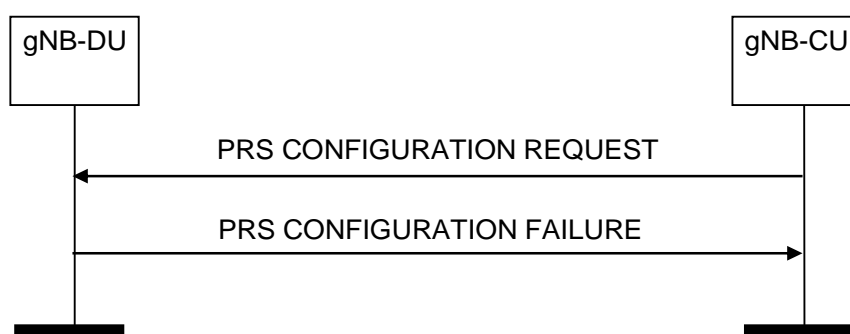 gNB-DU
gNB-CU
PRS CONFIGURATION REQUEST
PRS CONFIGURATION FAILURE